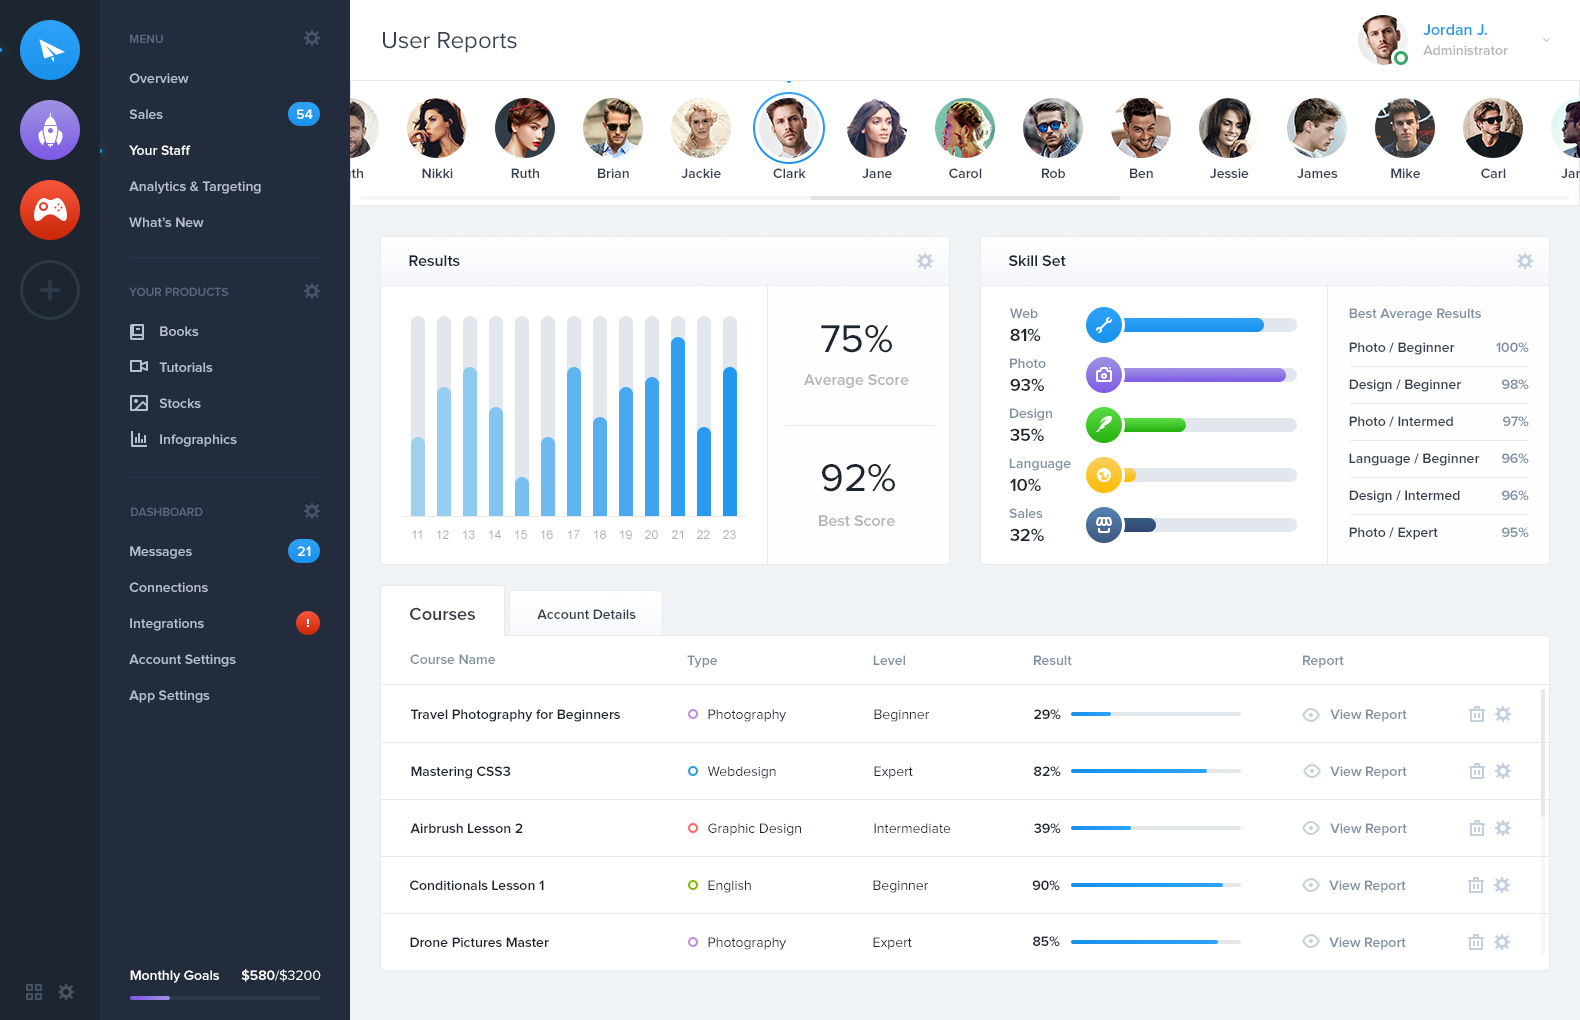 MENU
Overview
Sales 54
Your Staff
Analytics & Targeting
What's New
YOUR PRODUCTS
Books
Tutorials
Stocks
Infographics
DASHBOARD
Messages 21
Connections
Integrations !
Account Settings
App Settings
Monthly Goals $580/$3200
User Reports
Jordan J.
Administrator
th Nikki Ruth Brian Jackie Clark Jane Carol Rob Ben Jessie James Mike Carl Jar
Results
11 12 13 14 15 16 17 18 19 20 21 22 23
75%
Average Score
92%
Best Score
Skill Set
Web
81%
Photo
93%
Design
35%
Language
10%
Sales
32%
Best Average Results
Photo / Beginner 100%
Design / Beginner 98%
Photo / Intermed 97%
Language / Beginner 96%
Design / Intermed 96%
Photo / Expert 95%
Courses Account Details
Course Name Type Level Result Report
Travel Photography for Beginners Photography Beginner 29% View Report
Mastering CSS3 Webdesign Expert 82% View Report
Airbrush Lesson 2 Graphic Design Intermediate 39% View Report
Conditionals Lesson 1 English Beginner 90% View Report
Drone Pictures Master Photography Expert 85% View Report